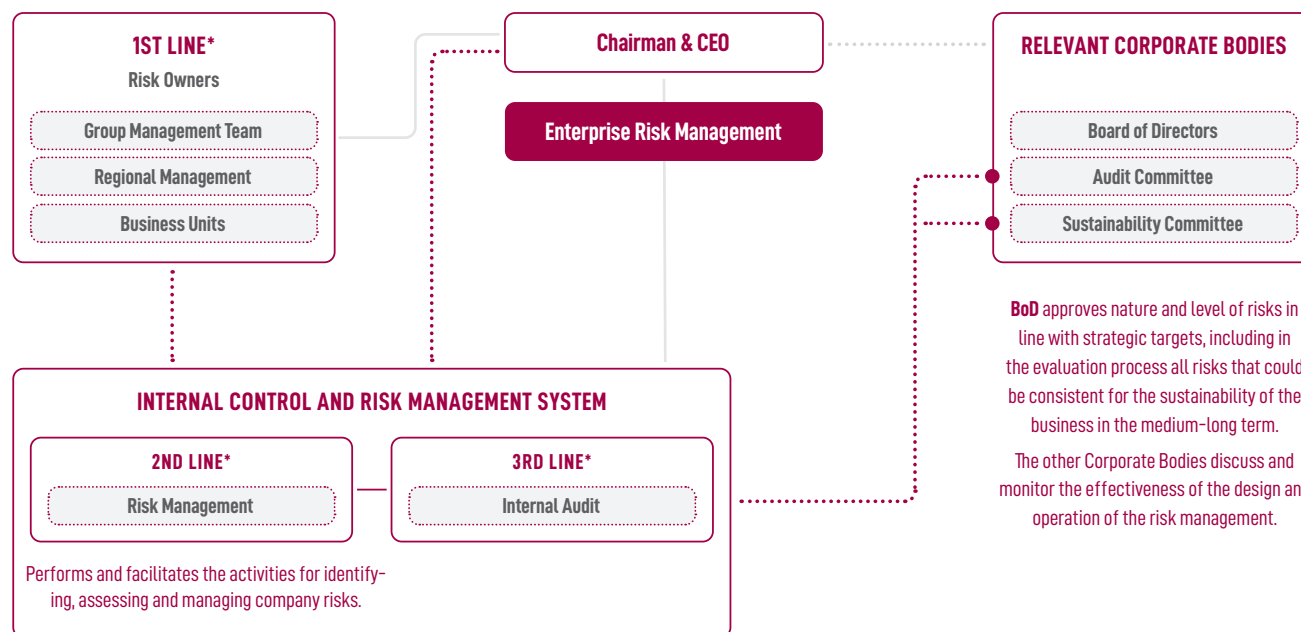 1ST LINE*
Risk Owners
Group Management Team
Regional Management
Business Units
Chairman & CEO
Enterprise Risk Management
RELEVANT CORPORATE BODIES
Board of Directors
Audit Committee
Sustainability Committee
BoD approves nature and level of risks in
line with strategic targets, including in
the evaluation process all risks that could
be consistent for the sustainability of the
business in the medium-long term.
The other Corporate Bodies discuss and
monitor the effectiveness of the design an
operation of the risk management.
INTERNAL CONTROL AND RISK MANAGEMENT SYSTEM
2ND LINE*
Risk Management
3RD LINE*
Internal Audit
Performs and facilitates the activities for identify-
ing, assessing and managing company risks.